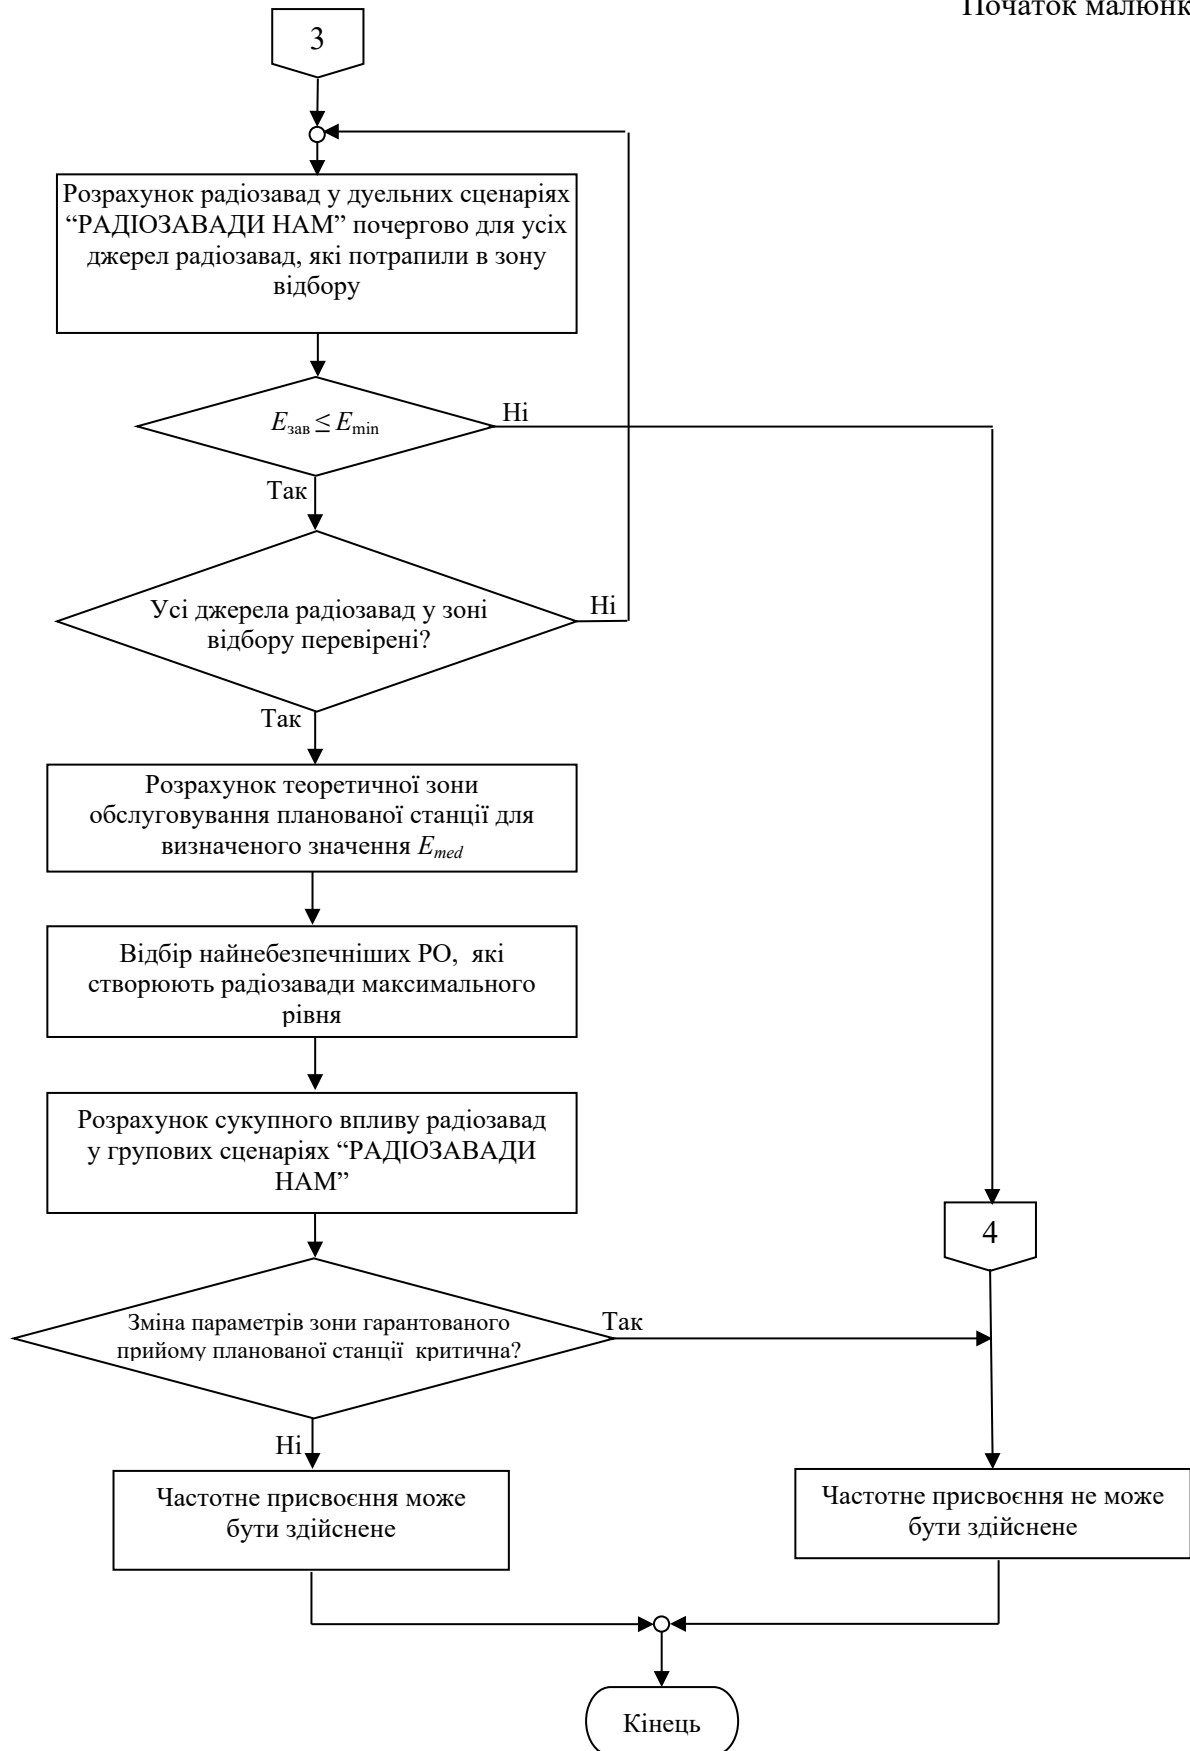 Початок малюнк
3
Розрахунок радіозавад у дуельних сценаріях
“РАДІОЗАВАДИ НАМ” почергово для усіх
джерел радіозавад, які потрапили в зону
відбору
Eзав ≤ Emin
Ні
Так
Усі джерела радіозавад у зоні
відбору перевірені?
Ні
Так
Розрахунок теоретичної зони
обслуговування планованої станції для
визначеного значення Emed
Відбір найнебезпечніших РО, які
створюють радіозавади максимального
рівня
Розрахунок сукупного впливу радіозавад
у групових сценаріях “РАДІОЗАВАДИ
НАМ”
4
Зміна параметрів зони гарантованого
прийому планованої станції критична?
Так
Ні
Частотне присвоєння може
бути здійснене
Частотне присвоєння не може
бути здійснене
Кінець